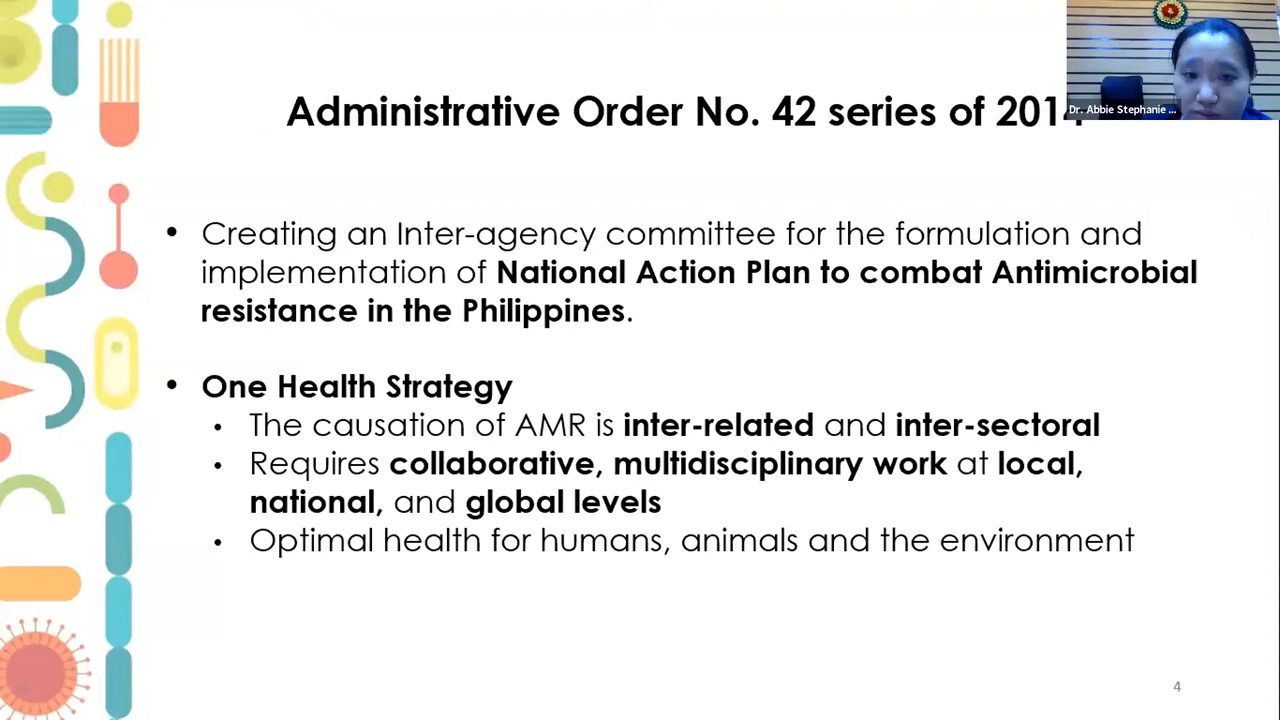 Administrative Order No. 42 series of 2014
Dr. Abbie Stephanie ...
• Creating an Inter-agency committee for the formulation and
implementation of National Action Plan to combat Antimicrobial
resistance in the Philippines.
• One Health Strategy
• The causation of AMR is inter-related and inter-sectoral
• Requires collaborative, multidisciplinary work at local,
national, and global levels
• Optimal health for humans, animals and the environment
4